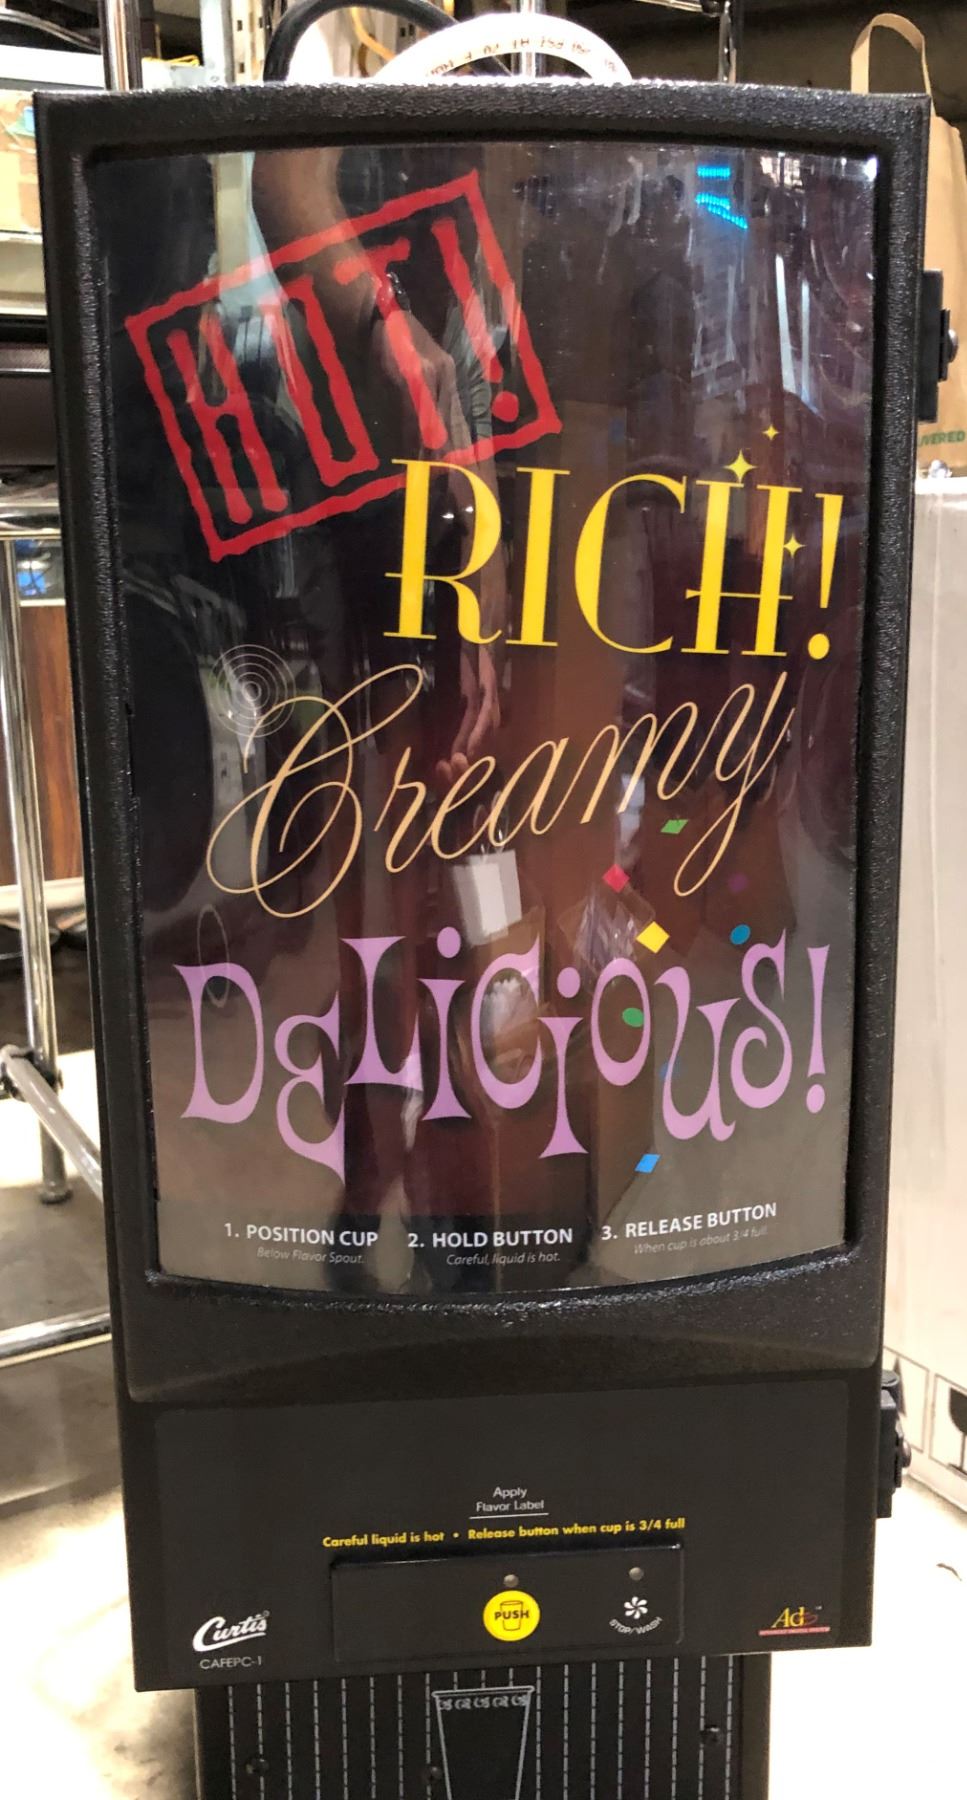 HOT!
RICH!
Creamy
DELiCiOUS!
1. POSITION CUP
Below Flavor Spout.
2. HOLD BUTTON
Careful, liquid is hot.
3. RELEASE BUTTON
When cup is about 3/4 full.
Apply
Flavor Label
Careful liquid is hot • Release button when cup is 3/4 full
PUSH
STOP/WASH
Curtis
CAFEPC-1
ADS